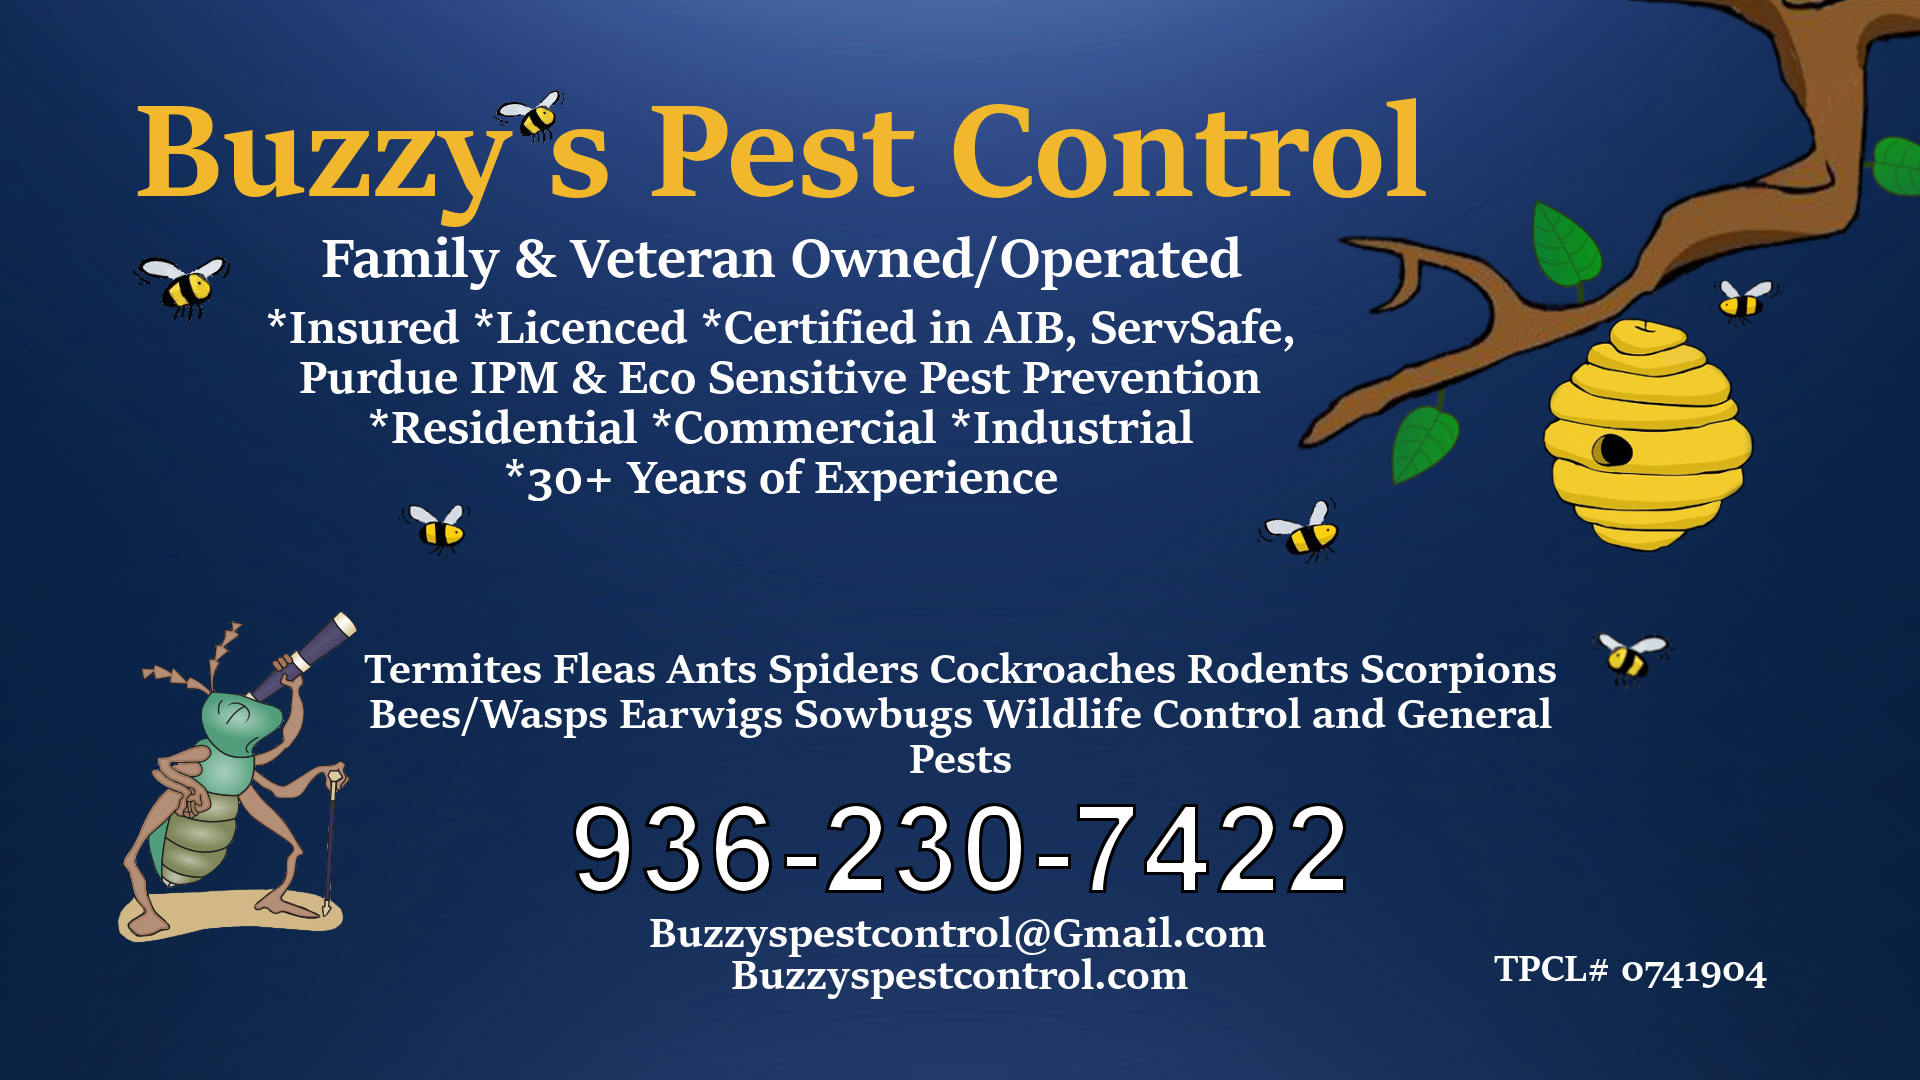 Buzzy s Pest Control
Family & Veteran Owned/Operated
*Insured *Licenced *Certified in AIB, ServSafe,
Purdue IPM & Eco Sensitive Pest Prevention
*Residential *Commercial *Industrial
*30+ Years of Experience
Termites Fleas Ants Spiders Cockroaches Rodents Scorpions
Bees/Wasps Earwigs Sowbugs Wildlife Control and General
Pests
936-230-7422
Buzzyspestcontrol@Gmail.com
Buzzyspestcontrol.com
TPCL# 0741904